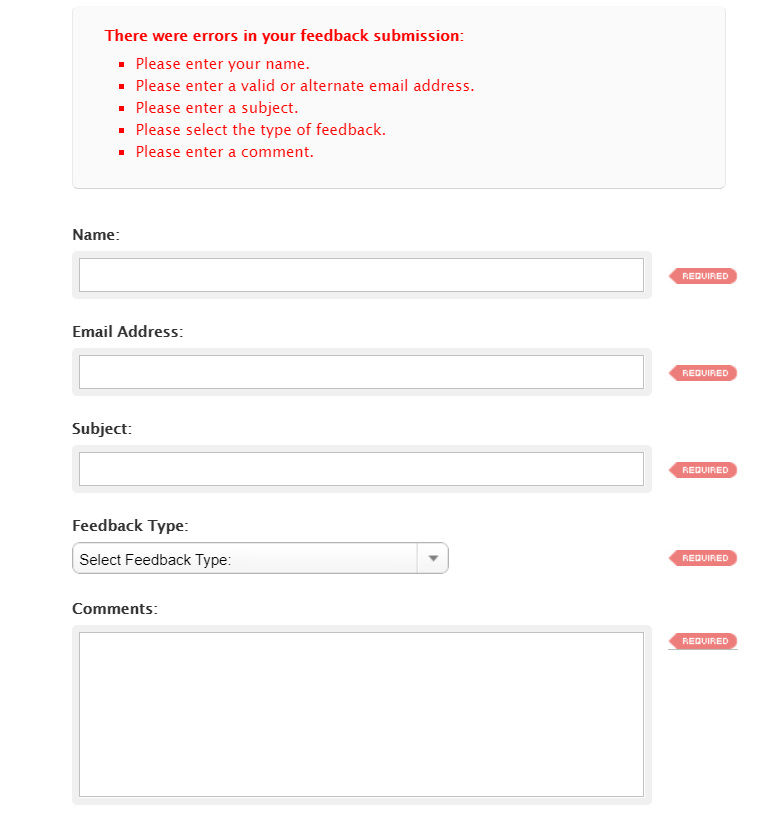 There were errors in your feedback submission:
Please enter your name.
Please enter a valid or alternate email address.
Please enter a subject.
Please select the type of feedback.
Please enter a comment.
Name:
REQUIRED
Email Address:
REQUIRED
Subject:
REQUIRED
Feedback Type:
Select Feedback Type:
REQUIRED
Comments:
REQUIRED